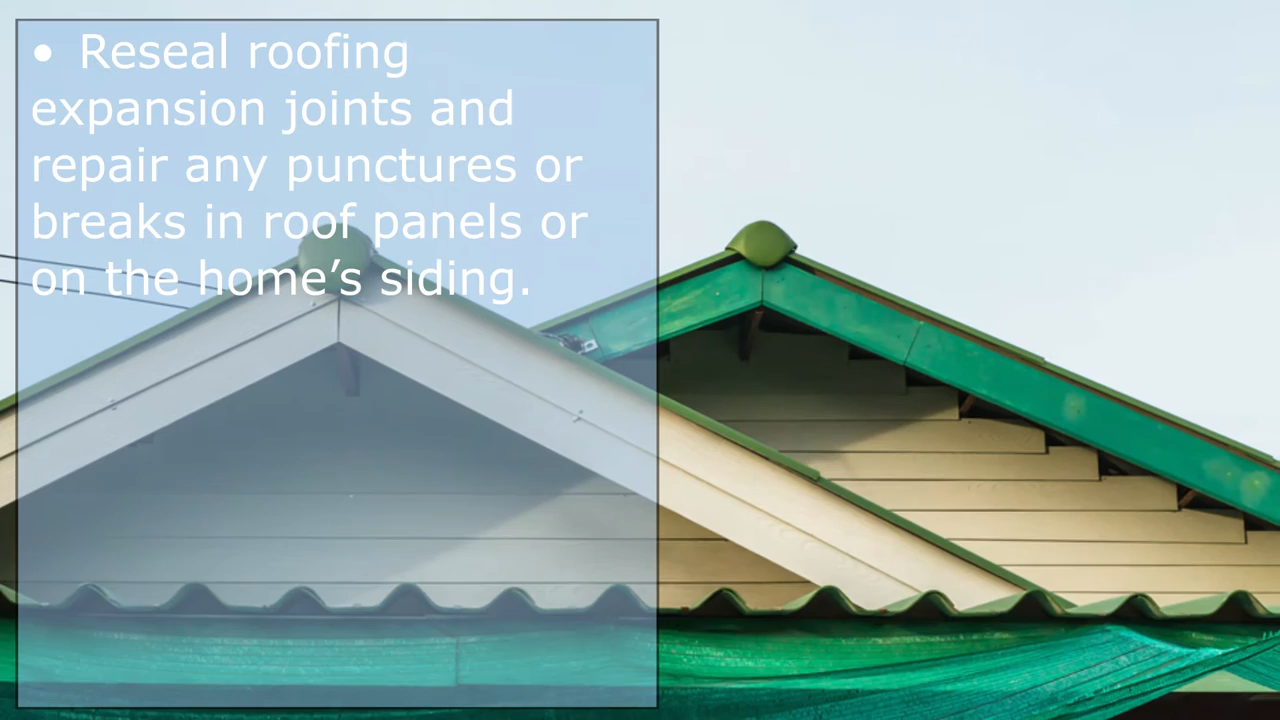 • Reseal roofing
expansion joints and
repair any punctures or
breaks in roof panels or
on the home’s siding.